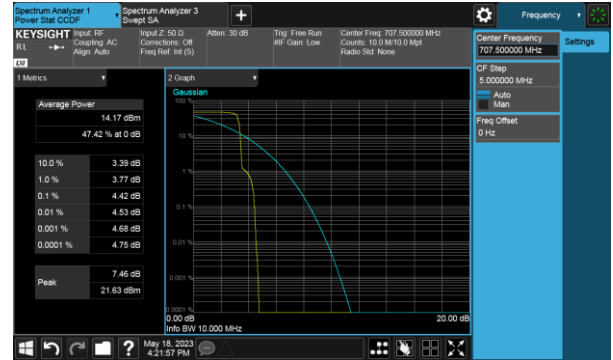 Spectrum Analyzer 1
Power Stat CCDF
Spectrum Analyzer 3
Swept SA
Frequency
KEYSIGHT
RL
LXI
Input: RF
Coupling: AC
Align: Auto
Input Z: 50 Ω
Corrections: Off
Freq Ref: Int (S)
Atten: 30 dB
Trig: Free Run
#IF Gain: Low
Center Freq: 707.500000 MHz
Counts: 10.0 M/10.0 Mpt
Radio Std: None
Center Frequency
707.500000 MHz
Settings
CF Step
5.000000 MHz
Auto
Man
Freq Offset
0 Hz
1 Metrics
Average Power
14.17 dBm
47.42 % at 0 dB
10.0 % 3.39 dB
1.0 % 3.77 dB
0.1 % 4.42 dB
0.01 % 4.53 dB
0.001 % 4.68 dB
0.0001 % 4.75 dB
Peak
7.46 dB
21.63 dBm
2 Graph
Gaussian
100 %
10 %
1 %
0.1 %
0.01 %
0.001 %
0.0001 %
0.00 dB
20.00 dB
Info BW 10.000 MHz
May 18, 2023
4:21:57 PM